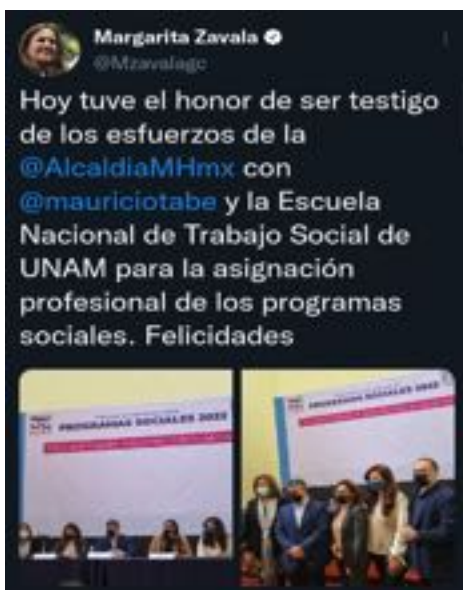 Margarita Zavala
@Mzavalagc
Hoy tuve el honor de ser testigo
de los esfuerzos de la
@AlcaldiaMHmx con
@mauriciotabe y la Escuela
Nacional de Trabajo Social de
UNAM para la asignación
profesional de los programas
sociales. Felicidades
PROGRAMAS SOCIALES 2022
PROGRAMAS SOCIALES 2022